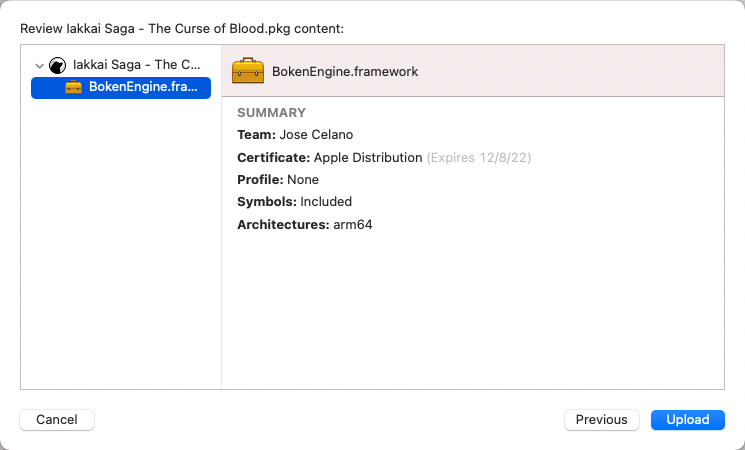 Review Iakkai Saga - The Curse of Blood.pkg content:
Iakkai Saga - The C...
BokenEngine.fra...
BokenEngine.framework
SUMMARY
Team: Jose Celano
Certificate: Apple Distribution (Expires 12/8/22)
Profile: None
Symbols: Included
Architectures: arm64
Cancel
Previous
Upload